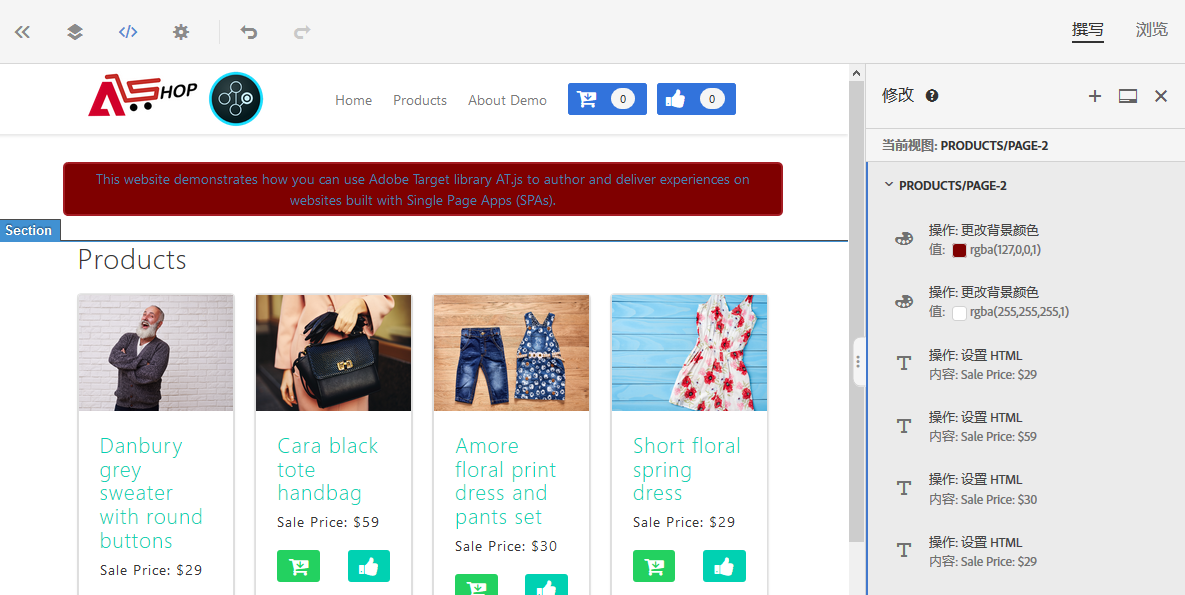 撰写
浏览
SHOP
Home
Products
About Demo
0
0
修改
当前视图: PRODUCTS/PAGE-2
This website demonstrates how you can use Adobe Target library AT.js to author and deliver experiences on
websites built with Single Page Apps (SPAs).
Section
Products
Danbury
grey
sweater
with round
buttons
Sale Price: $29
Cara black
tote
handbag
Sale Price: $59
Amore
floral print
dress and
pants set
Sale Price: $30
Short floral
spring
dress
Sale Price: $29
PRODUCTS/PAGE-2
操作: 更改背景颜色
值: rgba(127,0,0,1)
操作: 更改背景颜色
值: rgba(255,255,255,1)
操作: 设置 HTML
内容: Sale Price: $29
操作: 设置 HTML
内容: Sale Price: $59
操作: 设置 HTML
内容: Sale Price: $30
操作: 设置 HTML
内容: Sale Price: $29